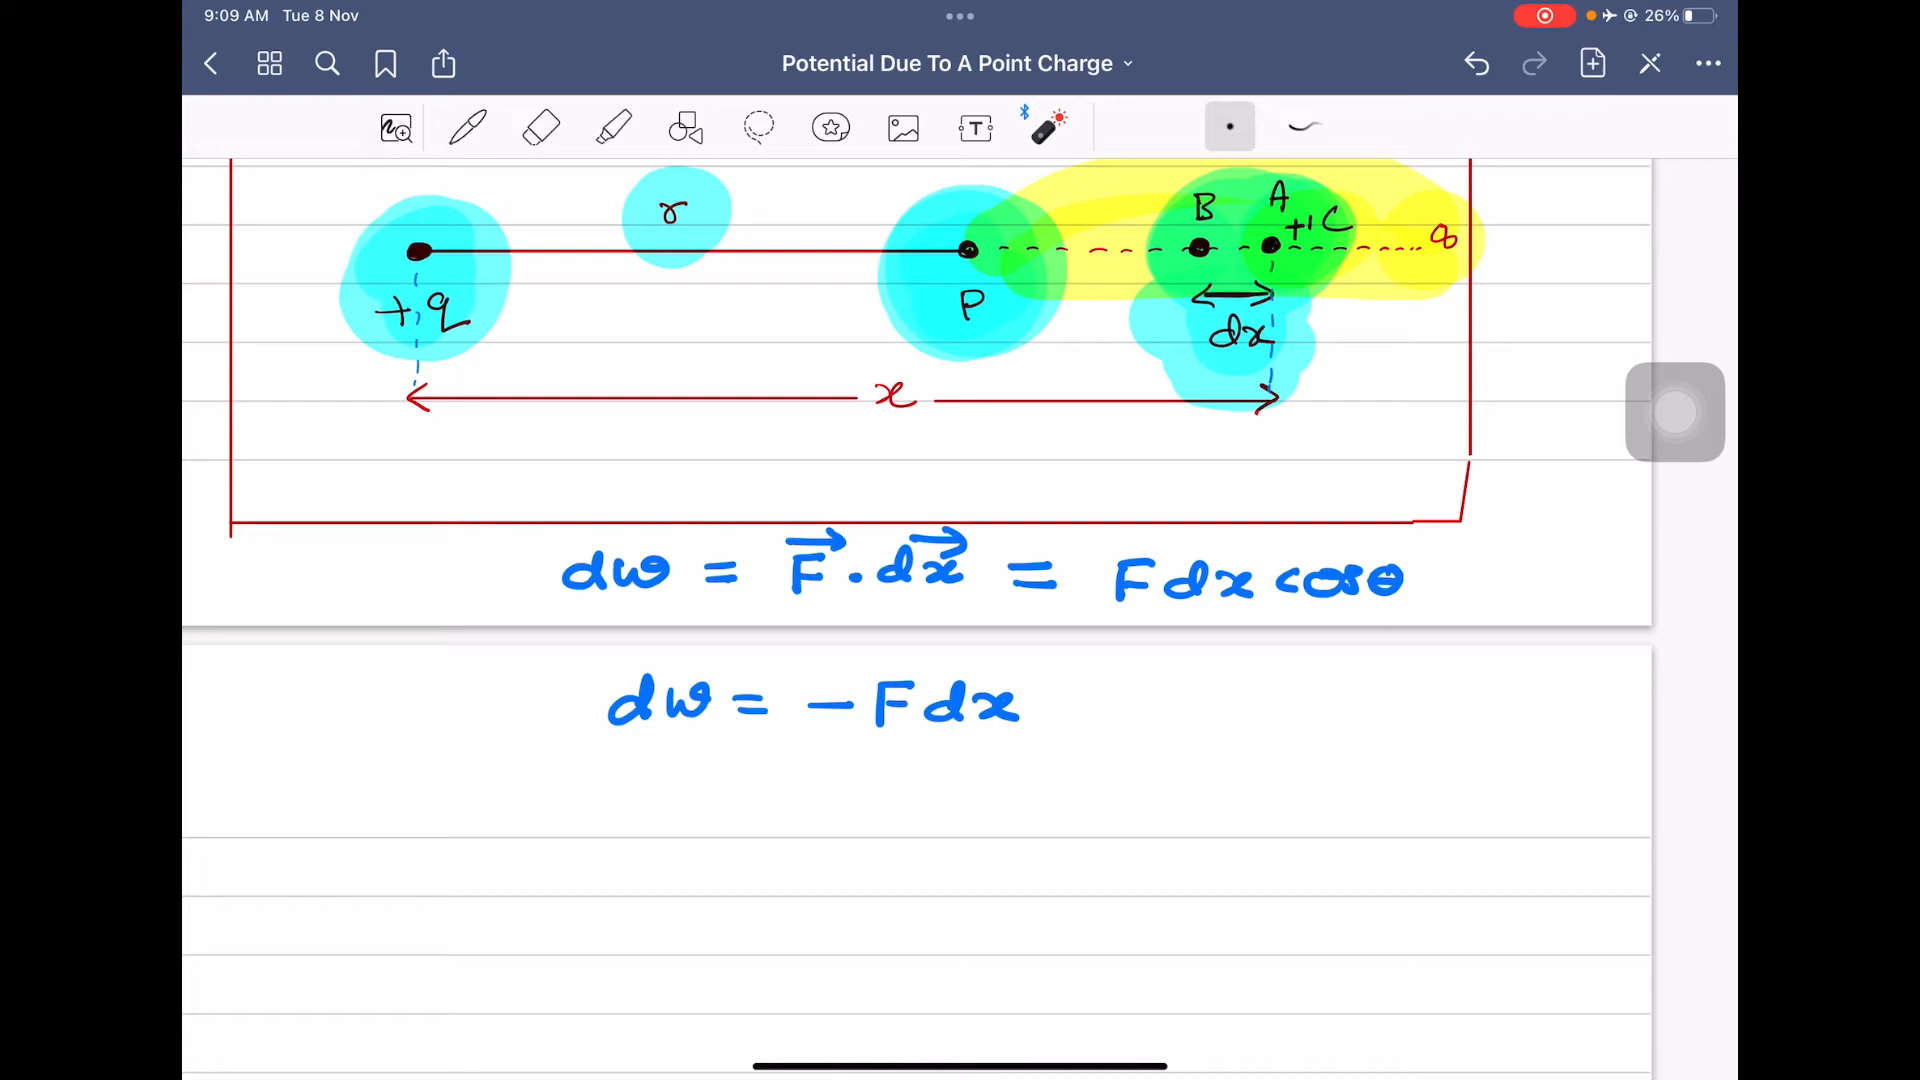 9:09 AM Tue 8 Nov 26%
Potential Due To A Point Charge
T
r B A
+1C
∞
+q P
dx
x
dw = F⃗ . dx⃗ = F dx cosθ
dw = – F dx